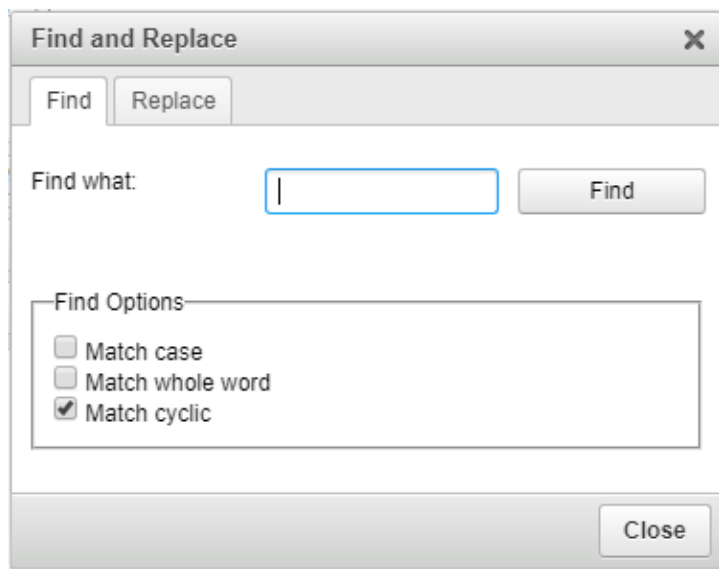 Find and Replace
Find Replace
Find what: Find
Find Options
Match case
Match whole word
Match cyclic
Close